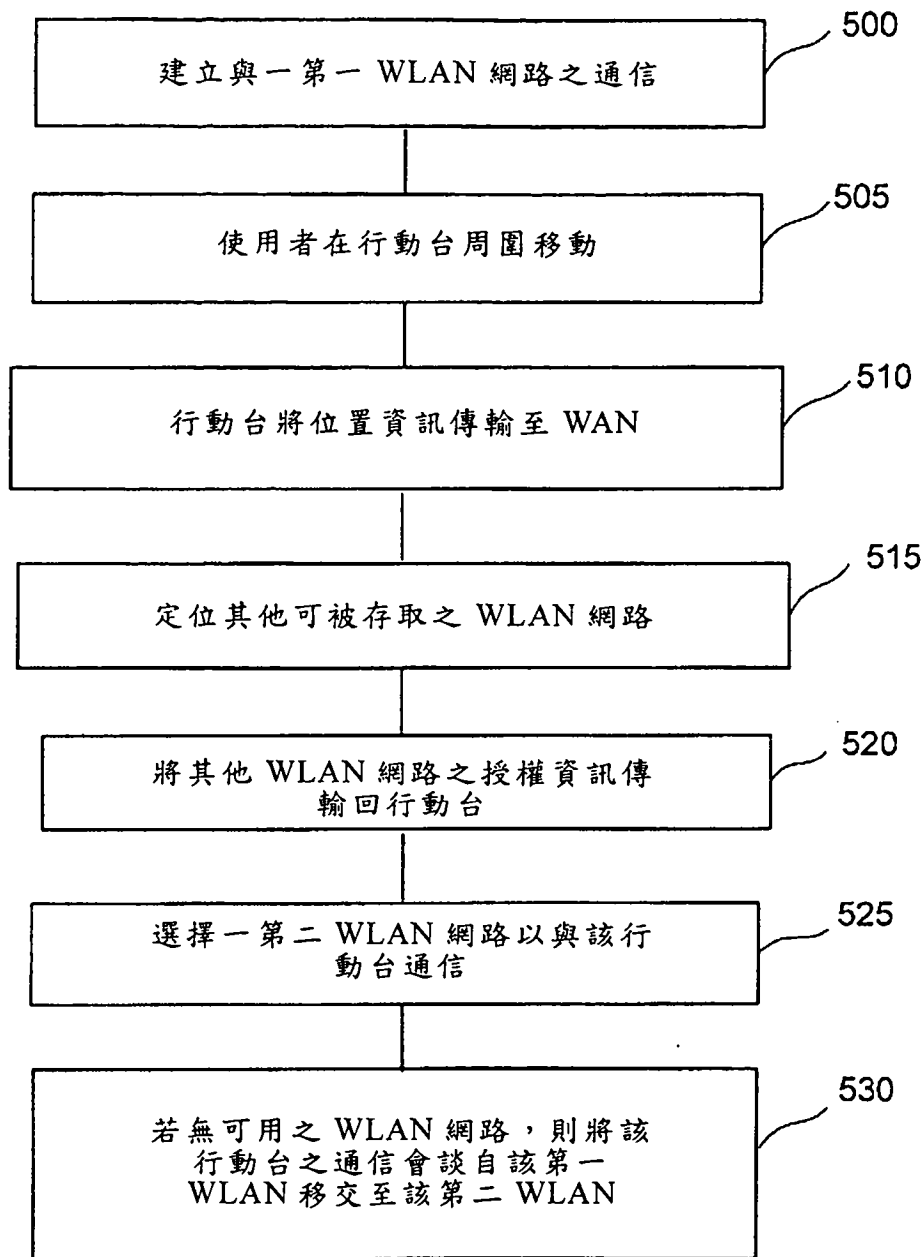 500
建立與一第一 WLAN 網路之通信
505
使用者在行動台周圍移動
510
行動台將位置資訊傳輸至 WAN
515
定位其他可被存取之 WLAN 網路
520
將其他 WLAN 網路之授權資訊傳
輸回行動台
525
選擇一第二 WLAN 網路以與該行
動台通信
530
若無可用之 WLAN 網路，則將該
行動台之通信會談自該第一
WLAN 移交至該第二 WLAN